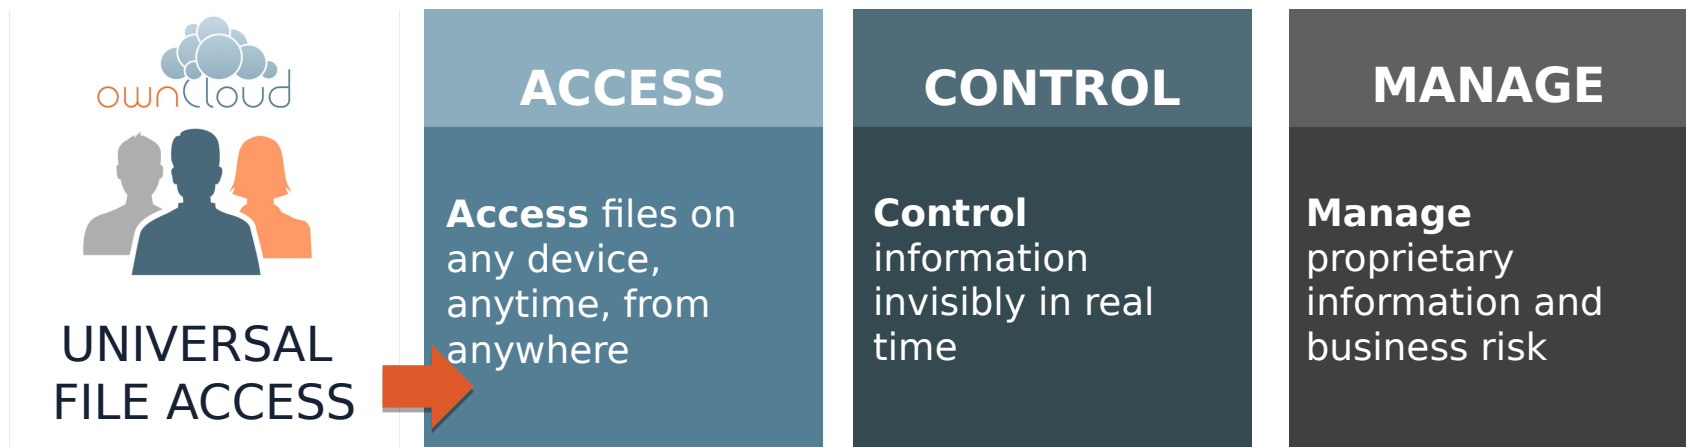 ownCloud
UNIVERSAL
FILE ACCESS
ACCESS
Access files on
any device,
anytime, from
anywhere
CONTROL
Control
information
invisibly in real
time
MANAGE
Manage
proprietary
information and
business risk